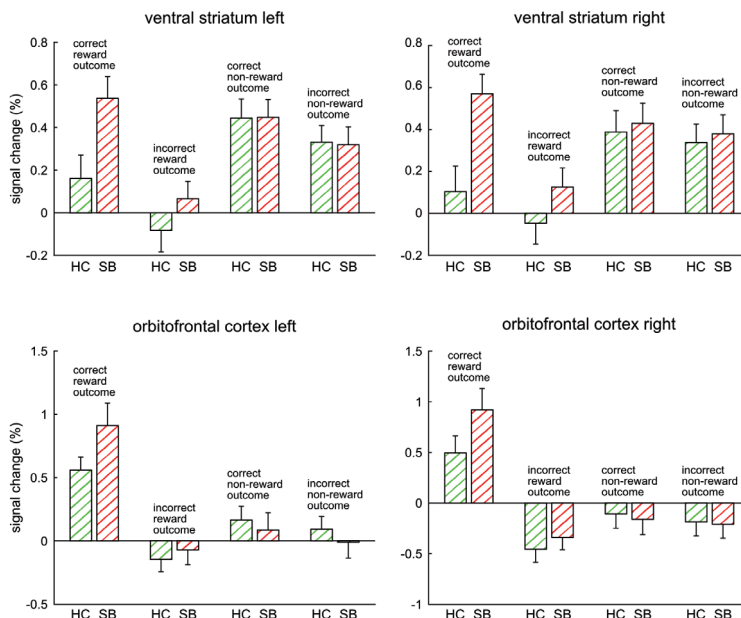 ventral striatum left
0.8
0.6
0.4
0.2
0
-0.2
signal change (%)
correct
reward
outcome
incorrect
reward
outcome
correct
non-reward
outcome
incorrect
non-reward
outcome
HC SB HC SB HC SB HC SB
ventral striatum right
0.8
0.6
0.4
0.2
0
-0.2
correct
reward
outcome
incorrect
reward
outcome
correct
non-reward
outcome
incorrect
non-reward
outcome
HC SB HC SB HC SB HC SB
orbitofrontal cortex left
1.5
1
0.5
0
-0.5
signal change (%)
correct
reward
outcome
incorrect
reward
outcome
correct
non-reward
outcome
incorrect
non-reward
outcome
HC SB HC SB HC SB HC SB
orbitofrontal cortex right
1.5
1
0.5
0
-0.5
-1
correct
reward
outcome
incorrect
reward
outcome
correct
non-reward
outcome
incorrect
non-reward
outcome
HC SB HC SB HC SB HC SB